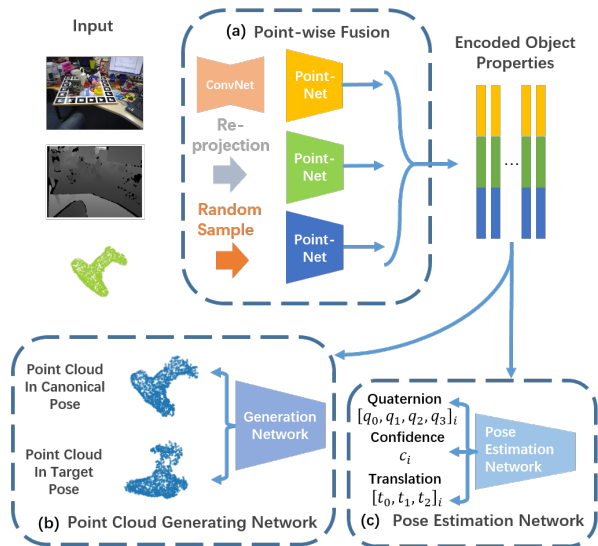 Input
(a) Point-wise Fusion
Encoded Object
Properties
ConvNet
Point-
Net
Re-
projection
Point-
Net
Random
Sample
Point-
Net
...
Point Cloud
In Canonical
Pose
Generation
Network
Point Cloud
In Target
Pose
(b) Point Cloud Generating Network
Quaternion
[q₀, q₁, q₂, q₃]ᵢ
Confidence
cᵢ
Translation
[t₀, t₁, t₂]ᵢ
Pose
Estimation
Network
(c) Pose Estimation Network